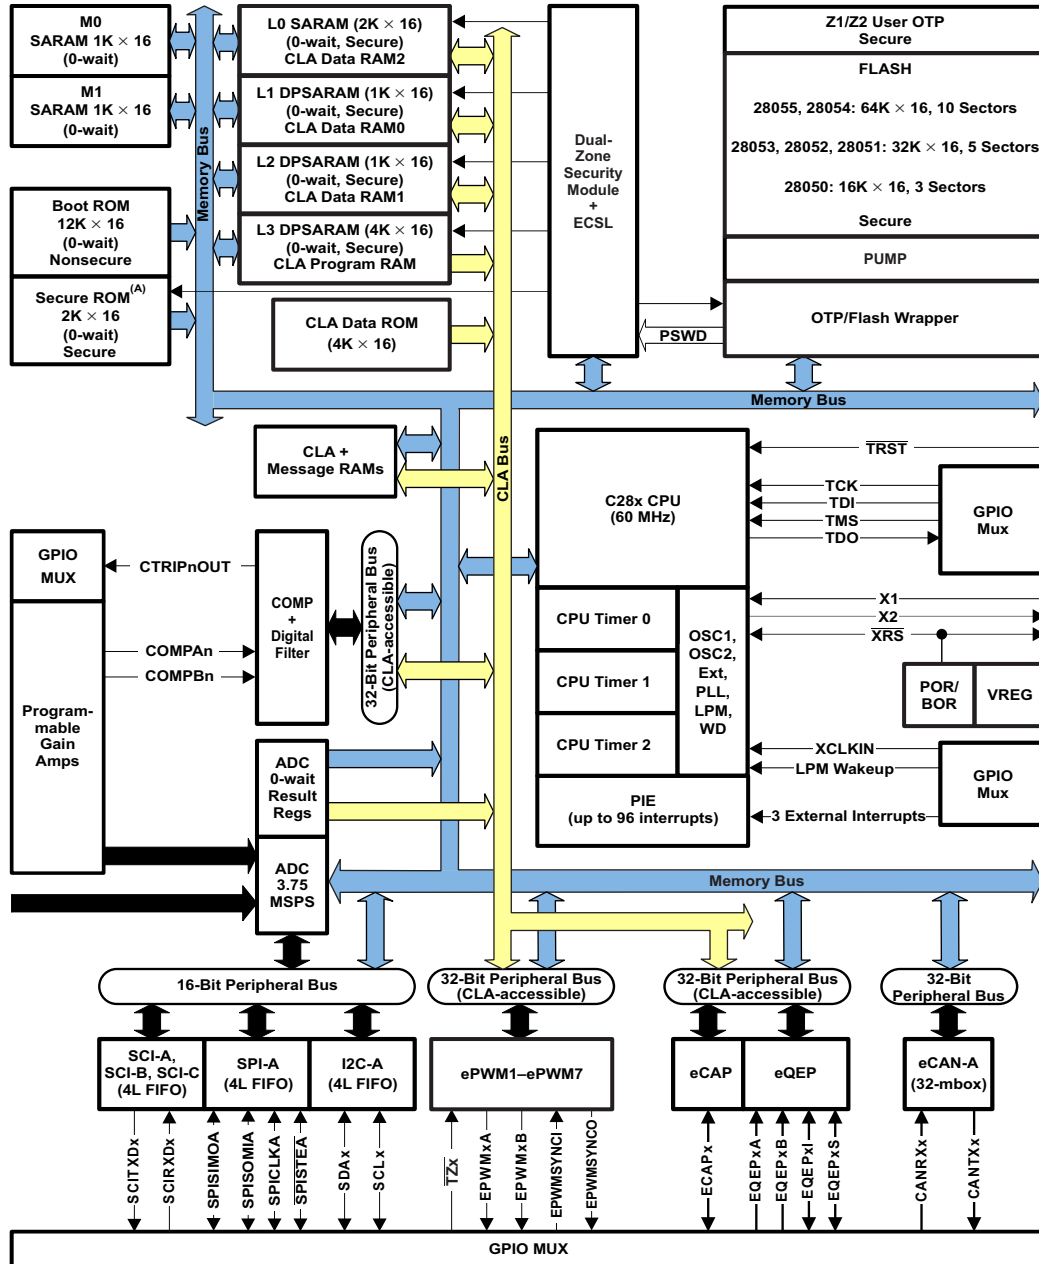 M0
SARAM 1K × 16
(0-wait)
M1
SARAM 1K × 16
(0-wait)
Boot ROM
12K × 16
(0-wait)
Nonsecure
Secure ROM(A)
2K × 16
(0-wait)
Secure
Memory Bus
L0 SARAM (2K × 16)
(0-wait, Secure)
CLA Data RAM2
L1 DPSARAM (1K × 16)
(0-wait, Secure)
CLA Data RAM0
L2 DPSARAM (1K × 16)
(0-wait, Secure)
CLA Data RAM1
L3 DPSARAM (4K × 16)
(0-wait, Secure)
CLA Program RAM
CLA Data ROM
(4K × 16)
CLA Bus
Dual-
Zone
Security
Module
+
ECSL
PSWD
Z1/Z2 User OTP
Secure
FLASH
28055, 28054: 64K × 16, 10 Sectors
28053, 28052, 28051: 32K × 16, 5 Sectors
28050: 16K × 16, 3 Sectors
Secure
PUMP
OTP/Flash Wrapper
Memory Bus
CLA +
Message RAMs
C28x CPU
(60 MHz)
TRST
TCK
TDI
TMS
TDO
GPIO
Mux
GPIO
MUX
CTRIPnOUT
COMPAn
COMPBn
COMP
+
Digital
Filter
32-Bit Peripheral Bus
(CLA-accessible)
Program-
mable
Gain
Amps
CPU Timer 0
CPU Timer 1
CPU Timer 2
OSC1,
OSC2,
Ext,
PLL,
LPM,
WD
X1
X2
XRS
POR/
BOR
VREG
XCLKIN
LPM Wakeup
3 External Interrupts
GPIO
Mux
PIE
(up to 96 interrupts)
ADC
0-wait
Result
Regs
ADC
3.75
MSPS
Memory Bus
16-Bit Peripheral Bus
32-Bit Peripheral Bus
(CLA-accessible)
32-Bit Peripheral Bus
(CLA-accessible)
32-Bit
Peripheral Bus
SCI-A,
SCI-B, SCI-C
(4L FIFO)
SPI-A
(4L FIFO)
I2C-A
(4L FIFO)
ePWM1–ePWM7
eCAP
eQEP
eCAN-A
(32-mbox)
SCITXDx
SCIRXDx
SPISIMOA
SPISOMIA
SPICLKA
SPISTEA
SDAx
SCLx
TZx
EPWMxA
EPWMxB
EPWMSYNCI
EPWMSYNCO
ECAPx
EQEPxA
EQEPxB
EQEPxI
EQEPxS
CANRXx
CANTXx
GPIO MUX